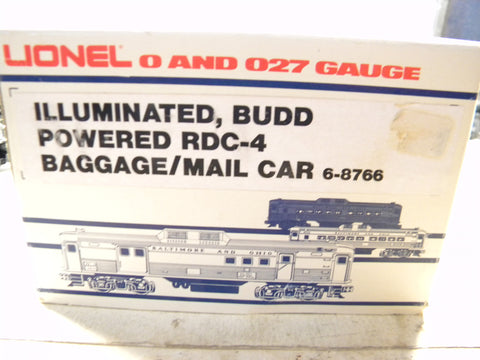 LIONEL O AND O27 GAUGE
ILLUMINATED, BUDD
POWERED RDC-4
BAGGAGE/MAIL CAR 6-8766
BALTIMORE AND OHIO